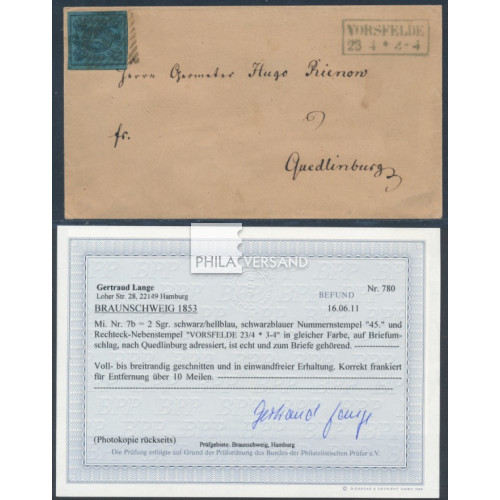 VORSFELDE
23 4 * 2-4
Herrn Germeter Hugo Rienow
fr.
Quedlinburg
PHILA VERSAND
Gertraud Lange
Loher Str. 28, 22149 Hamburg
Nr. 780
BEFUND
BRAUNSCHWEIG 1853
16.06.11
Mi. Nr. 7b = 2 Sgr. schwarz/hellblau, schwarzblauer Nummernstempel "45." und
Rechteck-Nebenstempel "VORSFELDE 23/4 * 3-4" in gleicher Farbe, auf Briefum-
schlag, nach Quedlinburg adressiert, ist echt und zum Briefe gehörend.
Voll- bis breitrandig geschnitten und in einwandfreier Erhaltung. Korrekt frankiert
für Entfernung über 10 Meilen.
Gertraud Lange
(Photokopie rückseits)
Prüfgebiete: Braunschweig, Hamburg
Die Prüfung erfolgte auf Grund der Prüfordnung des Bundes der Philatelistischen Prüfer e.V.